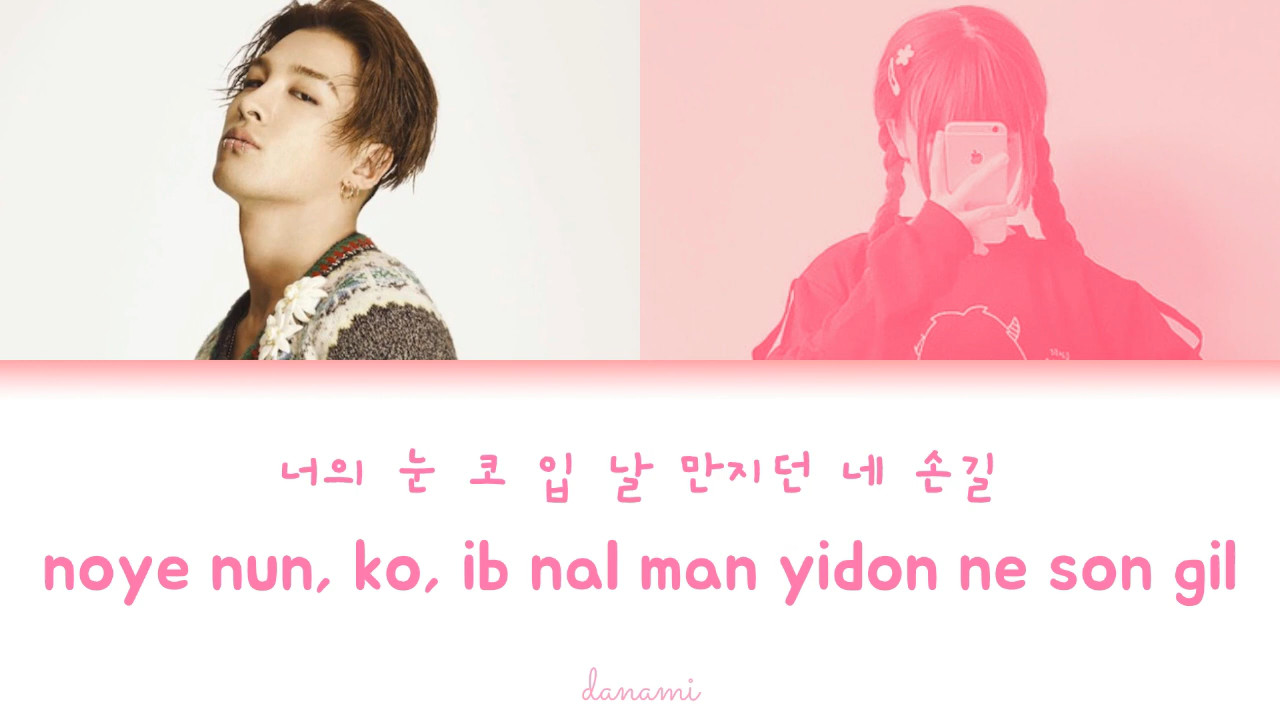 너의 눈 코 입 날 만지던 네 손길
noye nun, ko, ib nal man yidon ne son gil
danami